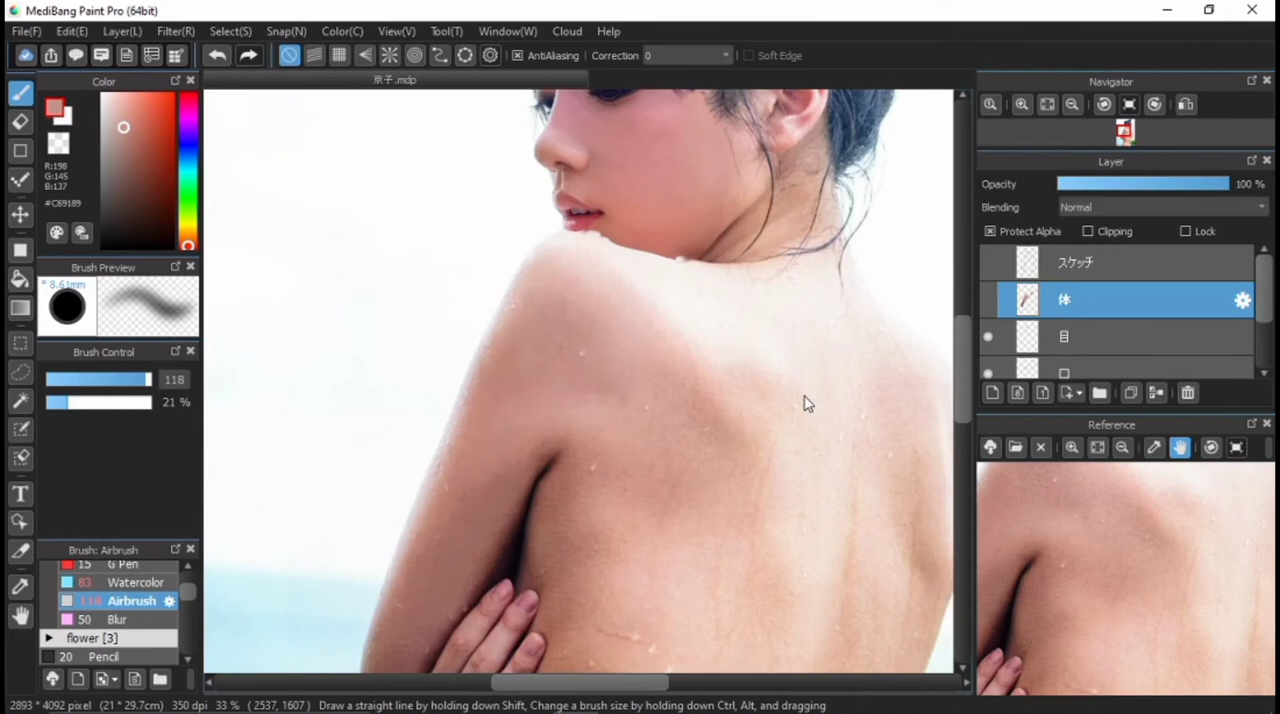 MediBang Paint Pro (64bit)
File(F) Edit(E) Layer(L) Filter(R) Select(S) Snap(N) Color(C) View(V) Tool(T) Window(W) Cloud Help
AntiAliasing Correction 0 Soft Edge
Color
京子.mdp
Navigator
R:198
G:145
B:137
#C69189
Layer
Opacity 100 %
Blending Normal
Protect Alpha Clipping Lock
スケッチ
体
目
口
Brush Preview
* 8.61mm
Brush Control
118
21 %
Reference
Brush: Airbrush
15 G Pen
83 Watercolor
118 Airbrush
50 Blur
flower [3]
20 Pencil
2893 * 4092 pixel (21 * 29.7cm) 350 dpi 33 % ( 2537, 1607 ) Draw a straight line by holding down Shift, Change a brush size by holding down Ctrl, Alt, and dragging